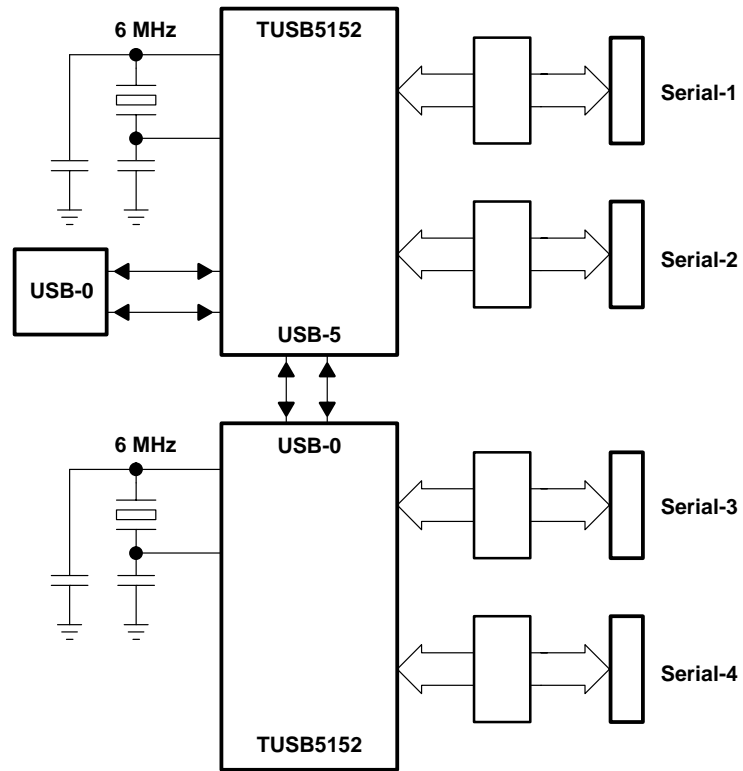 6 MHz
TUSB5152
Serial-1
Serial-2
USB-0
USB-5
6 MHz
USB-0
Serial-3
Serial-4
TUSB5152